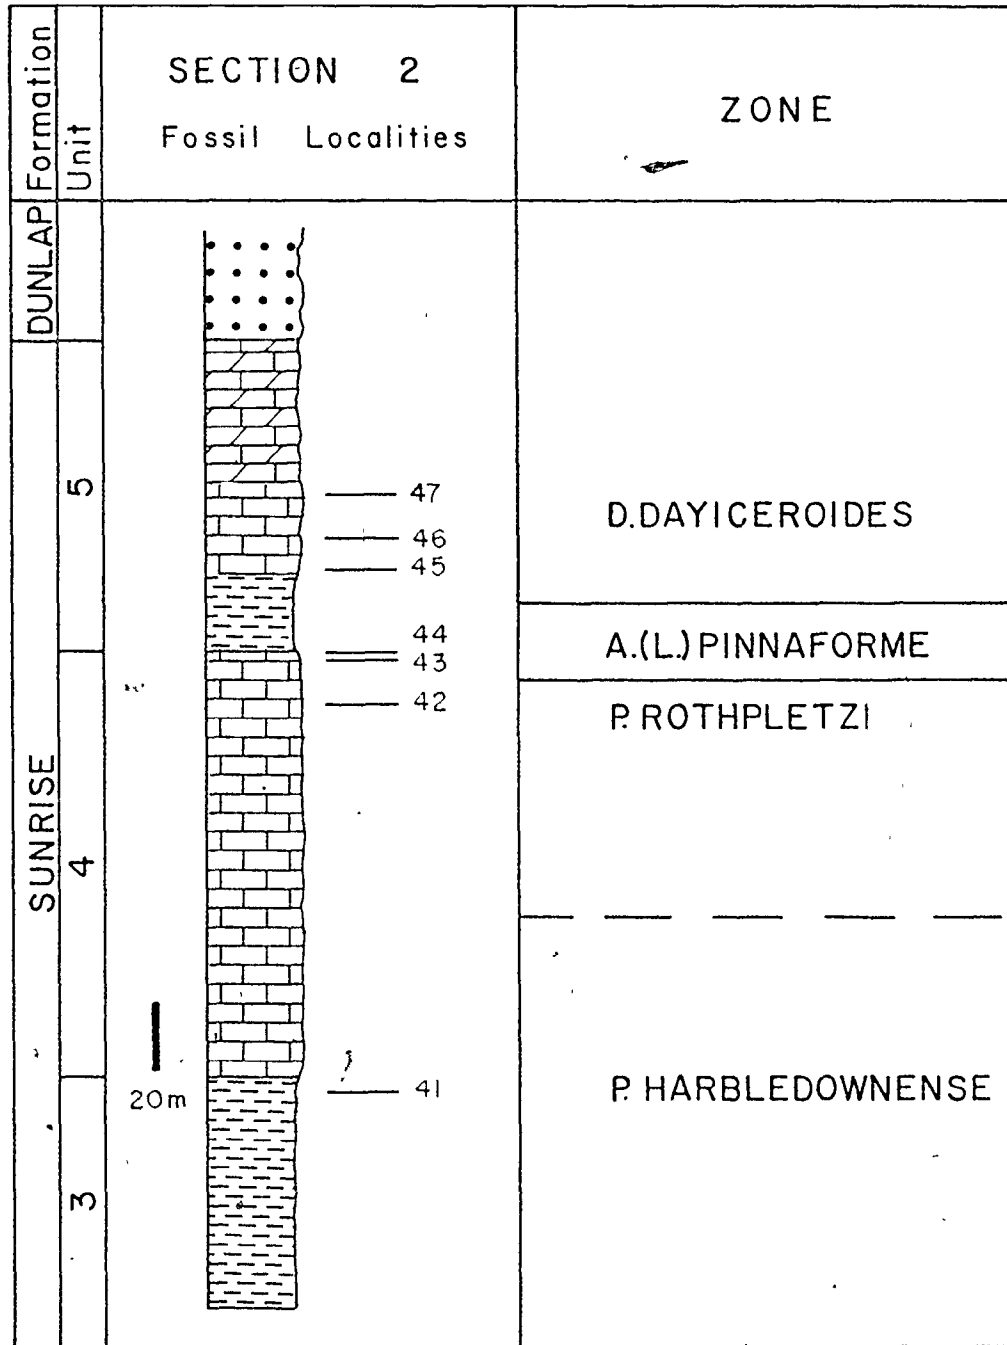 Formation
Unit
SECTION 2
Fossil Localities
ZONE
DUNLAP
SUNRISE
5
4
3
47
46
45
44
43
42
41
20m
D.DAYICEROIDES
A.(L.) PINNAFORME
P. ROTHPLETZI
P. HARBLEDOWNENSE